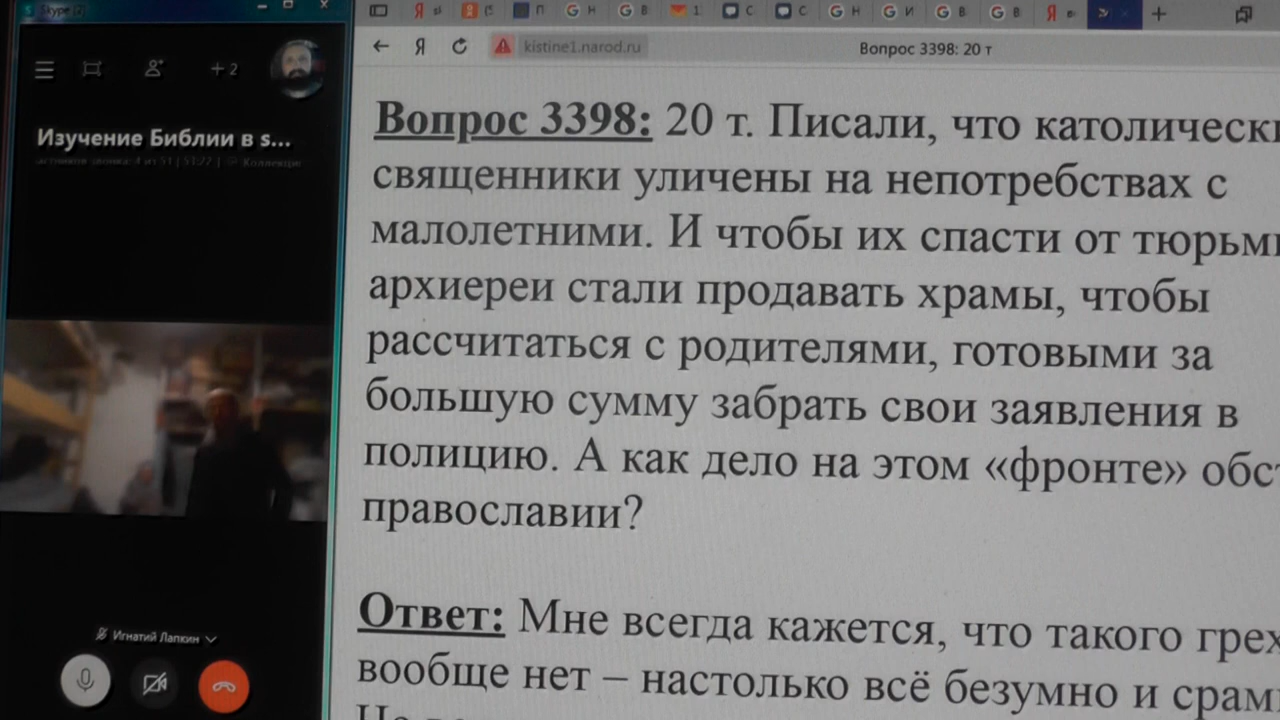 Skype
+ 2
Изучение Библии в s...
Игнатий Лапкин
kistine1.narod.ru
Вопрос 3398: 20 т
Вопрос 3398: 20 т. Писали, что католически
священники уличены на непотребствах с
малолетними. И чтобы их спасти от тюрьмы
архиереи стали продавать храмы, чтобы
рассчитаться с родителями, готовыми за
большую сумму забрать свои заявления в
полицию. А как дело на этом «фронте» обст
православии?
Ответ: Мне всегда кажется, что такого грех
вообще нет – настолько всё безумно и срам